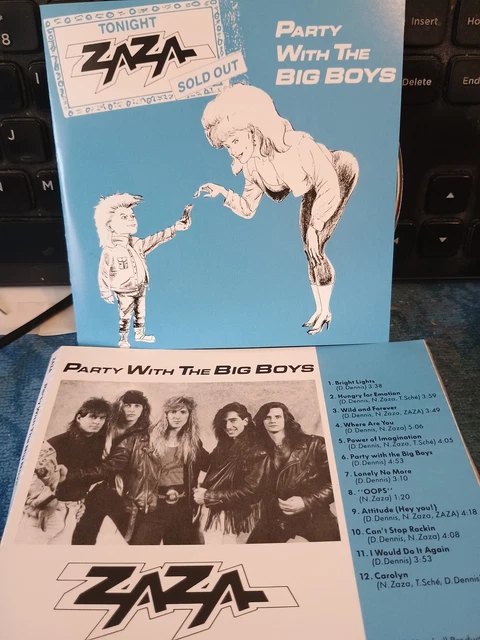 TONIGHT
ZAZA
SOLD OUT
PARTY
WITH THE
BIG BOYS
8
I
J
N
M
Insert
Home
Delete
End
PARTY WITH THE BIG BOYS
1. Bright Lights
(D.Dennis) 3:38
2. Hungry for Emotion
(D.Dennis, N.Zaza, T.Sché) 3:59
3. Wild and Forever
(D.Dennis, N.Zaza, ZAZA) 3:49
4. Where Are You
(D.Dennis) 5:06
5. Power of Imagination
(D.Dennis, N.Zaza, T.Sché) 4:05
6. Party with the Big Boys
(D.Dennis) 4:53
7. Lonely No More
(D.Dennis) 3:10
8. "OOPS"
(N.Zaza) 1:20
9. Attitude (Hey you!)
(D.Dennis, N.Zaza, ZAZA) 4:18
10. Can't Stop Rockin
(D.Dennis, N.Zaza) 4:08
11. I Would Do It Again
(D.Dennis, N.Zaza) 3:53
12. Carolyn
(N.Zaza, T.Sché, D.Dennis)
ZAZA